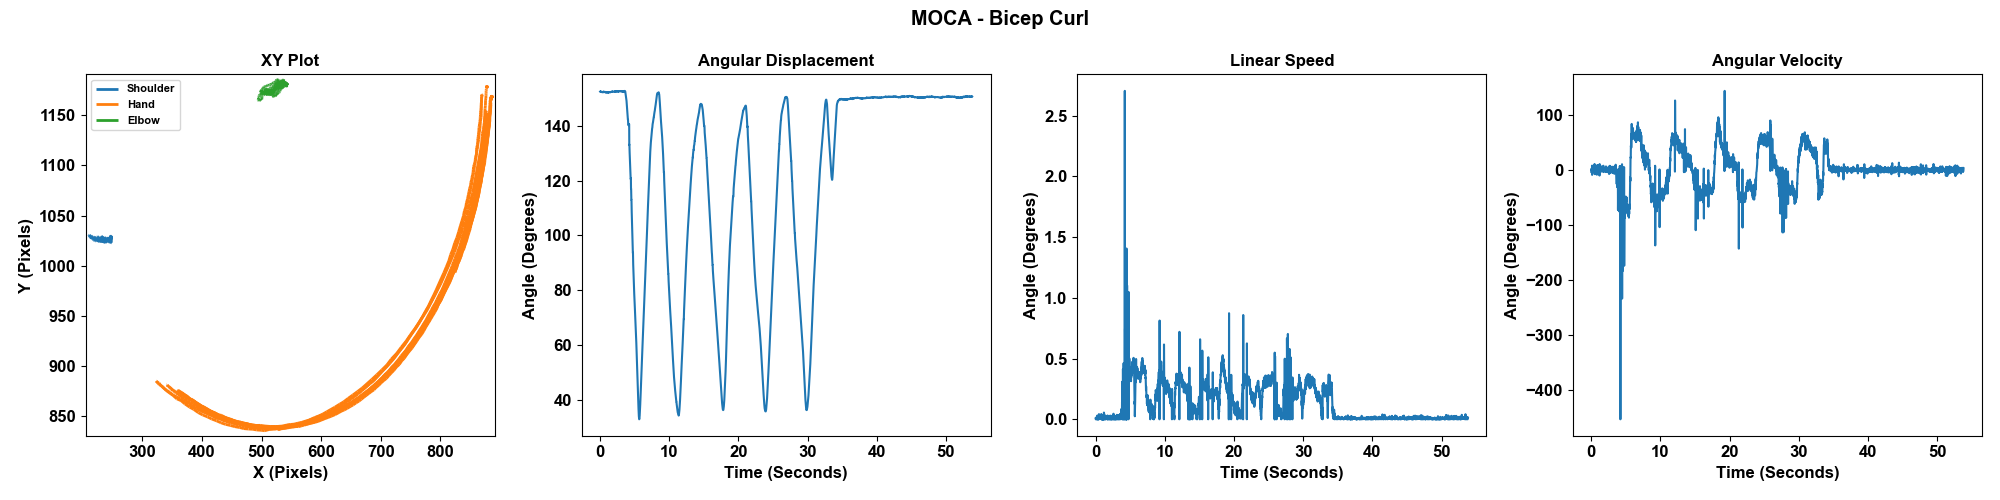 MOCA - Bicep Curl
XY Plot
Shoulder
Hand
Elbow
1150
1100
1050
1000
950
900
850
Y (Pixels)
300 400 500 600 700 800
X (Pixels)
Angular Displacement
140
120
100
80
60
40
Angle (Degrees)
0 10 20 30 40 50
Time (Seconds)
Linear Speed
2.5
2.0
1.5
1.0
0.5
0.0
Angle (Degrees)
0 10 20 30 40 50
Time (Seconds)
Angular Velocity
100
0
−100
−200
−300
−400
Angle (Degrees)
0 10 20 30 40 50
Time (Seconds)